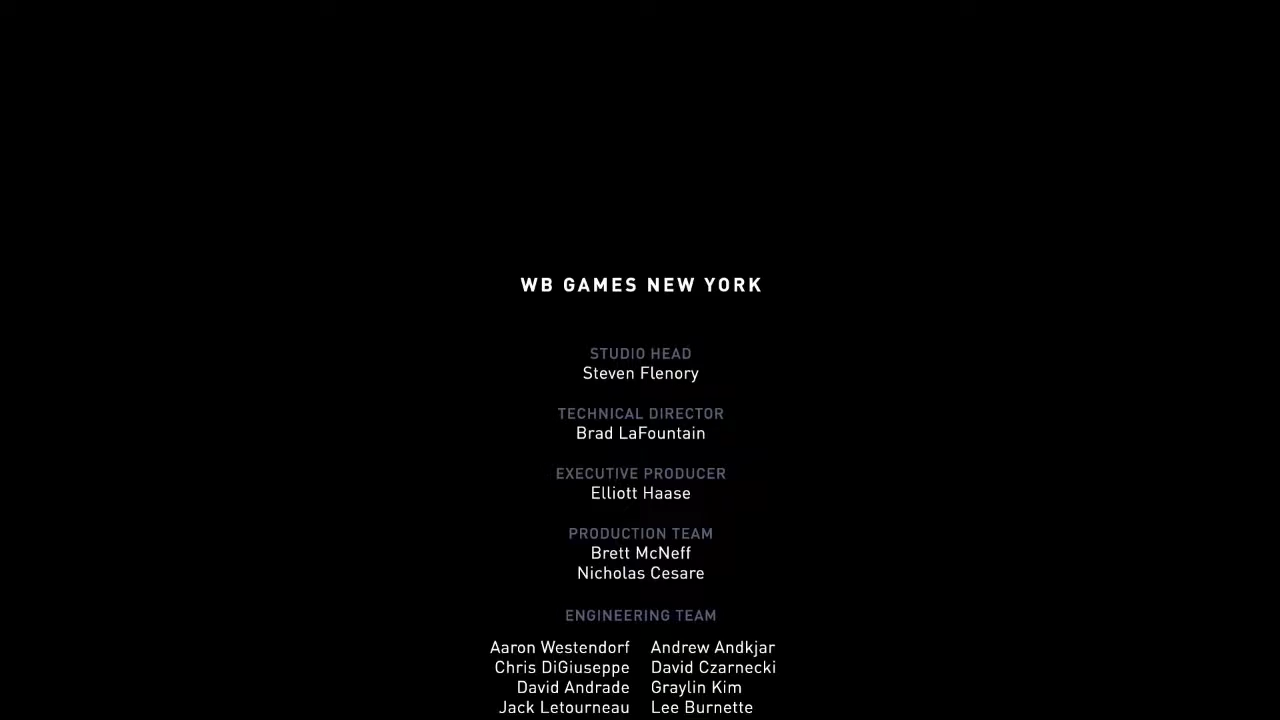 WB GAMES NEW YORK
STUDIO HEAD
Steven Flenory
TECHNICAL DIRECTOR
Brad LaFountain
EXECUTIVE PRODUCER
Elliott Haase
PRODUCTION TEAM
Brett McNeff
Nicholas Cesare
ENGINEERING TEAM
Aaron Westendorf Andrew Andkjar
Chris DiGiuseppe David Czarnecki
David Andrade Graylin Kim
Jack Letourneau Lee Burnette